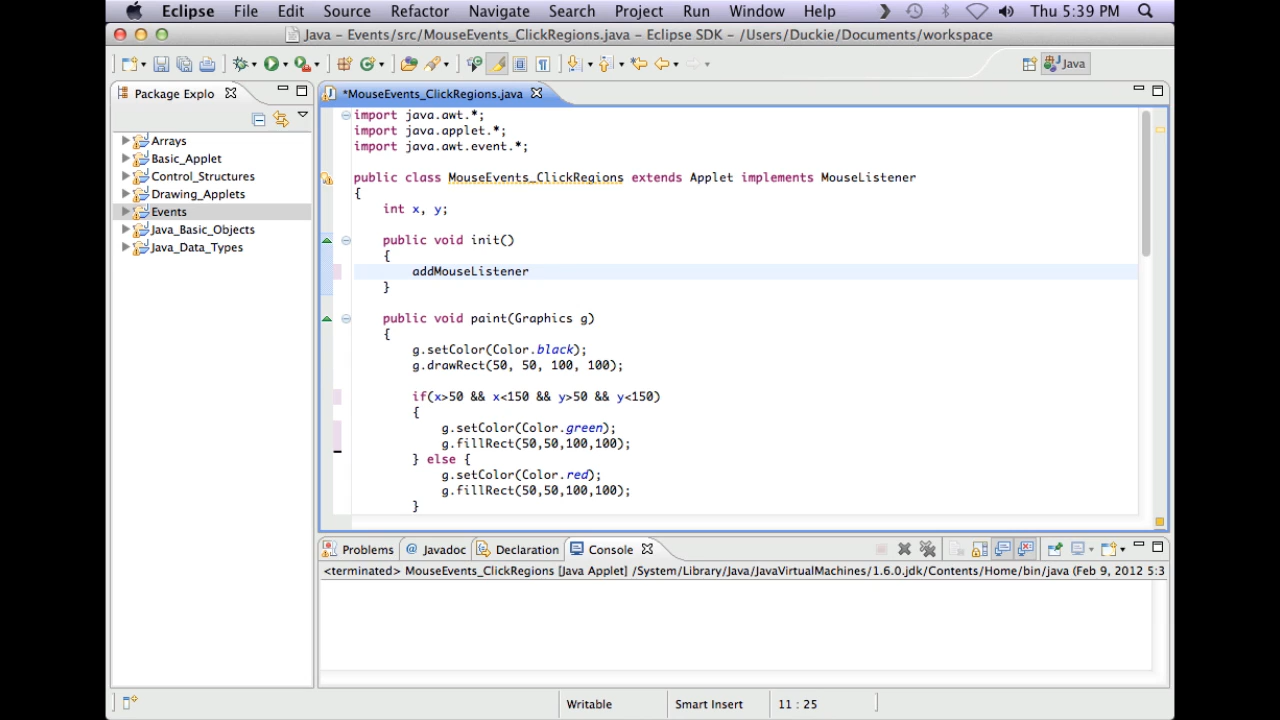 Eclipse File Edit Source Refactor Navigate Search Project Run Window Help Thu 5:39 PM
Java – Events/src/MouseEvents_ClickRegions.java – Eclipse SDK – /Users/Duckie/Documents/workspace
Java
Package Explo
*MouseEvents_ClickRegions.java
Arrays
Basic_Applet
Control_Structures
Drawing_Applets
Events
Java_Basic_Objects
Java_Data_Types
import java.awt.*;
import java.applet.*;
import java.awt.event.*;
public class MouseEvents_ClickRegions extends Applet implements MouseListener
{
int x, y;
public void init()
{
addMouseListener
}
public void paint(Graphics g)
{
g.setColor(Color.black);
g.drawRect(50, 50, 100, 100);
if(x>50 && x<150 && y>50 && y<150)
{
g.setColor(Color.green);
g.fillRect(50,50,100,100);
} else {
g.setColor(Color.red);
g.fillRect(50,50,100,100);
}
Problems @ Javadoc Declaration Console
<terminated> MouseEvents_ClickRegions [Java Applet] /System/Library/Java/JavaVirtualMachines/1.6.0.jdk/Contents/Home/bin/java (Feb 9, 2012 5:3
Writable Smart Insert 11 : 25